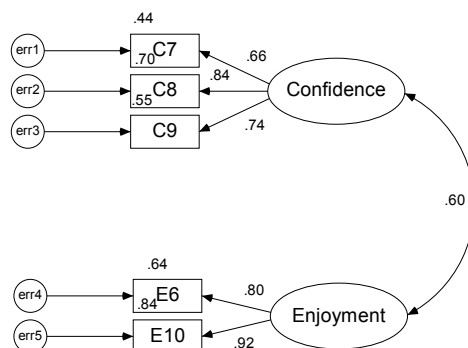 .44
err1 C7 .66
.70
err2 C8 .84 Confidence
.55
err3 C9 .74
.60
.64
err4 E6 .80
.84 Enjoyment
err5 E10 .92